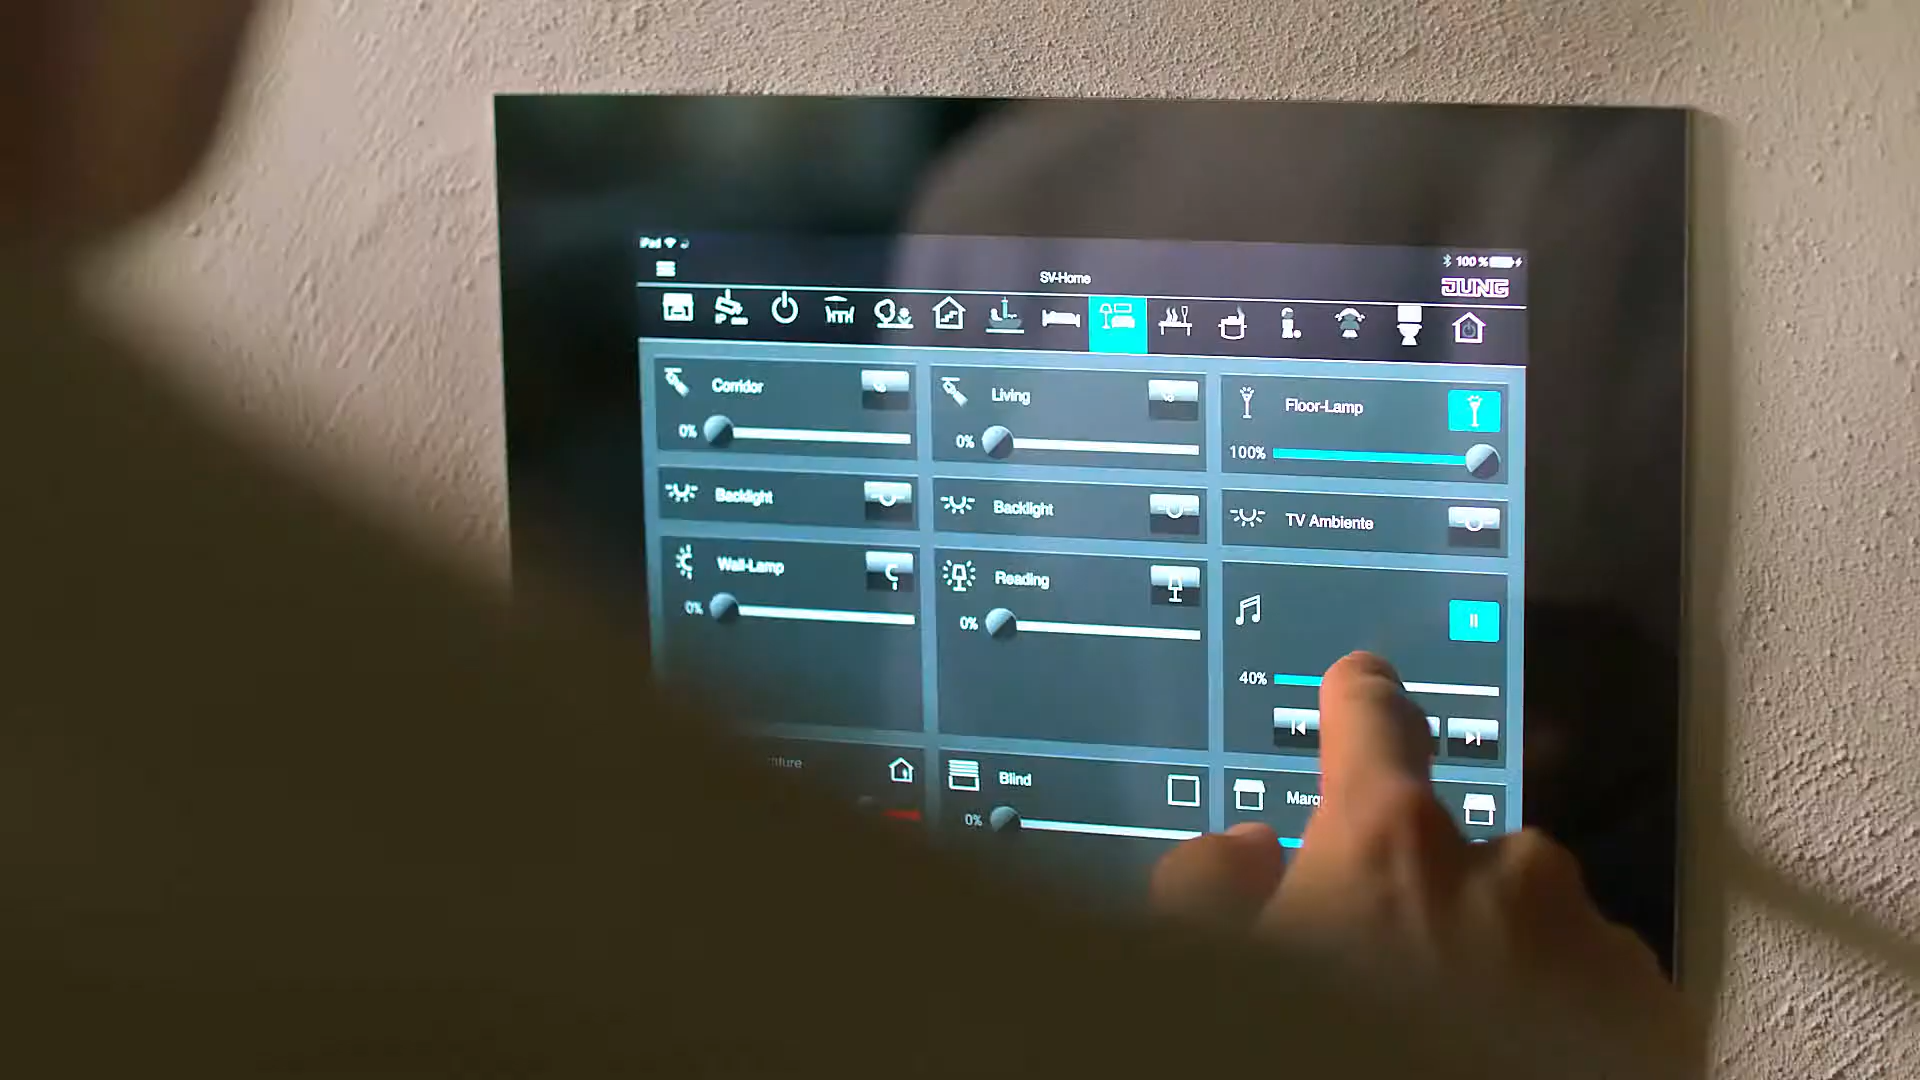 iPad
100 %
SV-Home
JUNG
IP
Corridor
Living
Floor-Lamp
0%
0%
100%
Backlight
Backlight
TV Ambiente
Wall-Lamp
Reading
0%
0%
40%
Blind
0%